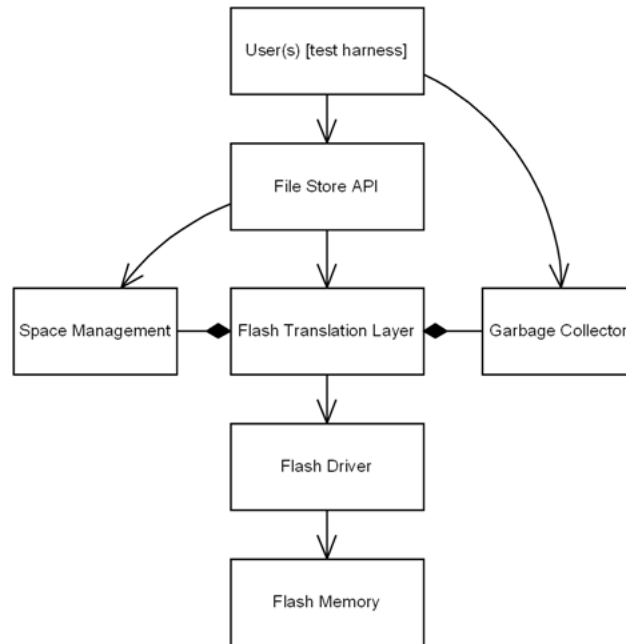 User(s) [test harness]
File Store API
Space Management
Flash Translation Layer
Garbage Collector
Flash Driver
Flash Memory